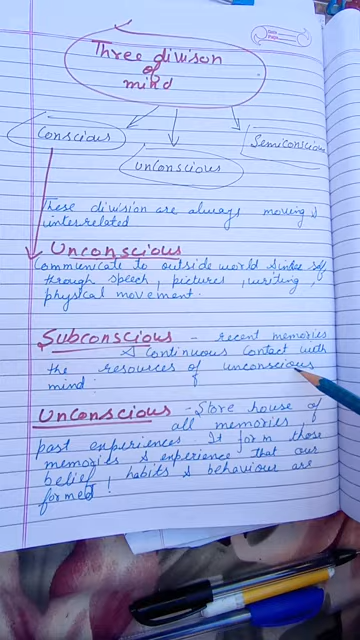 Three divison
of
mind
Conscious
unconscious
Semiconscious
These division are always moving &
interrelated
Unconscious
Communicate to outside world & inner self
through speech, pictures, writing, &
physical movement.
Subconscious - recent memories
& Continuous Contact with
the resources of unconscious
mind
Unconscious - Store house of
all memories,
past experiences. It form those
memories & experience that our
belief, habits & behaviour are
formed!